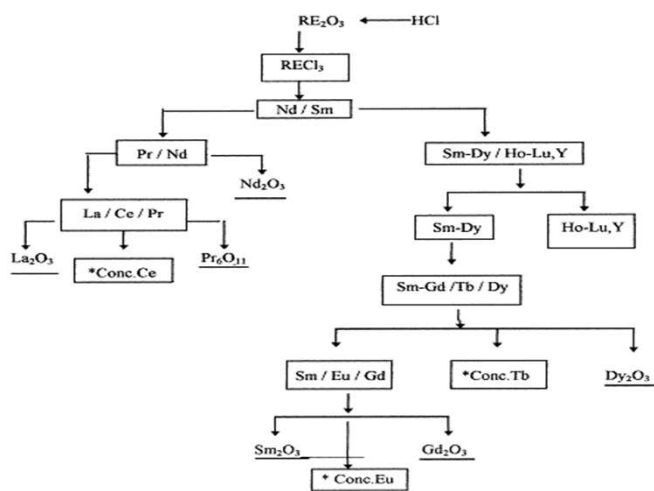 RE₂O₃ HCl
RECl₃
Nd / Sm
Pr / Nd Sm-Dy / Ho-Lu,Y
Nd₂O₃
La / Ce / Pr Sm-Dy Ho-Lu,Y
La₂O₃ *Conc.Ce Pr₆O₁₁
Sm-Gd /Tb / Dy
Sm / Eu / Gd *Conc.Tb Dy₂O₃
Sm₂O₃ Gd₂O₃
* Conc.Eu